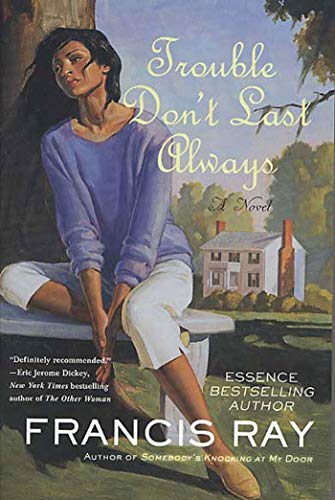 Trouble
Don't Last
Always
A Novel
"Definitely recommended."
—Eric Jerome Dickey,
New York Times bestselling
author of The Other Woman
ESSENCE
BESTSELLING
AUTHOR
FRANCIS RAY
AUTHOR OF SOMEBODY'S KNOCKING AT MY DOOR